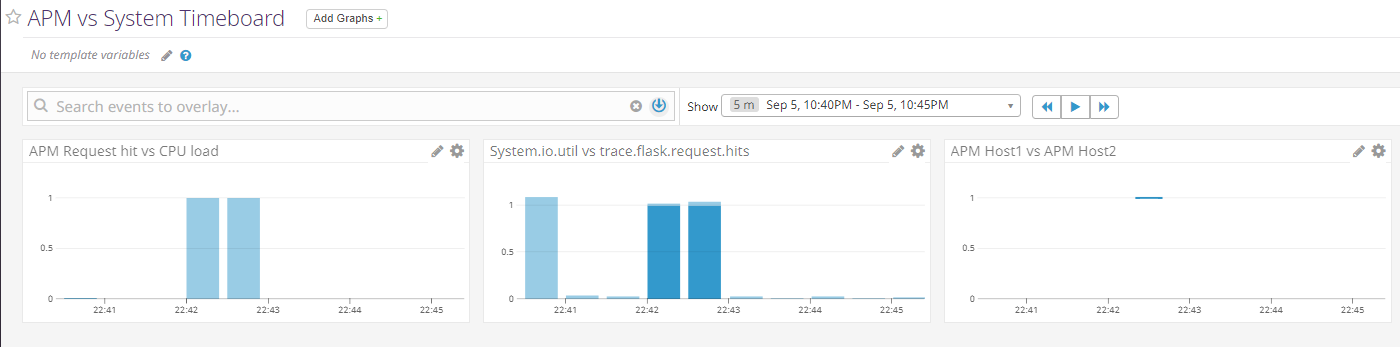 APM vs System Timeboard Add Graphs +
No template variables ?
Search events to overlay... Show 5 m Sep 5, 10:40PM - Sep 5, 10:45PM
APM Request hit vs CPU load
1
0.5
0
22:41 22:42 22:43 22:44 22:45
System.io.util vs trace.flask.request.hits
1
0.5
0
22:41 22:42 22:43 22:44 22:45
APM Host1 vs APM Host2
1
0.5
0
22:41 22:42 22:43 22:44 22:45